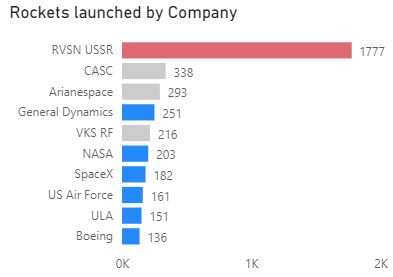 Rockets launched by Company
RVSN USSR 1777
CASC 338
Arianespace 293
General Dynamics 251
VKS RF 216
NASA 203
SpaceX 182
US Air Force 161
ULA 151
Boeing 136
0K 1K 2K